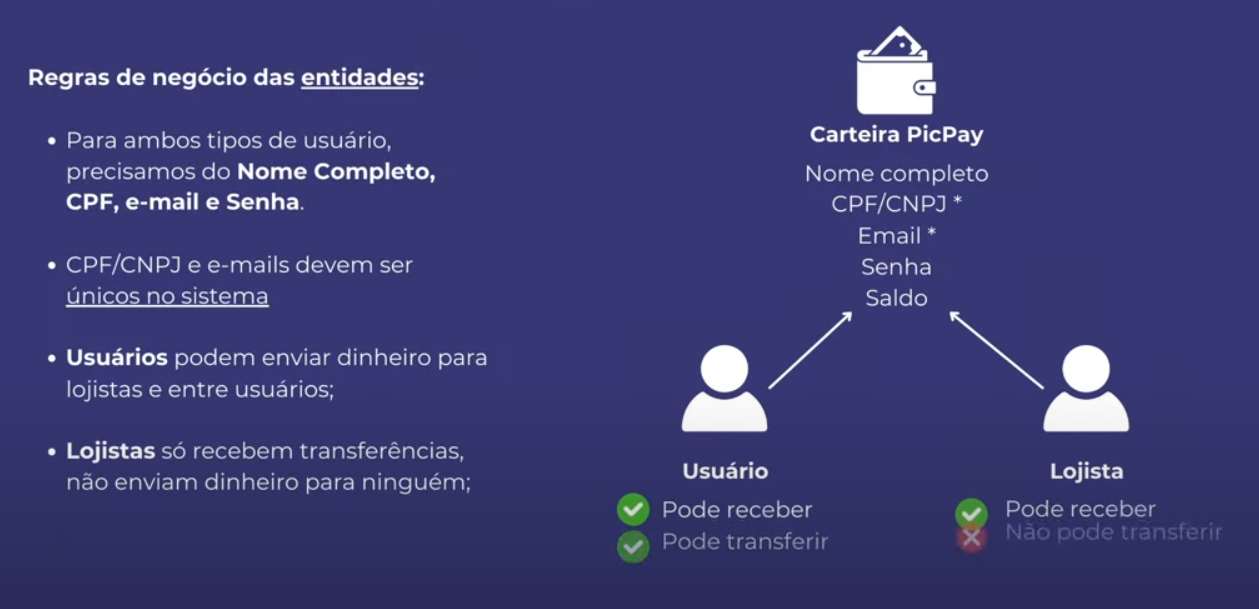 Regras de negócio das entidades:
• Para ambos tipos de usuário,
precisamos do Nome Completo,
CPF, e-mail e Senha.
• CPF/CNPJ e e-mails devem ser
únicos no sistema
• Usuários podem enviar dinheiro para
lojistas e entre usuários;
• Lojistas só recebem transferências,
não enviam dinheiro para ninguém;
Carteira PicPay
Nome completo
CPF/CNPJ *
Email *
Senha
Saldo
Usuário
Pode receber
Pode transferir
Lojista
Pode receber
Não pode transferir